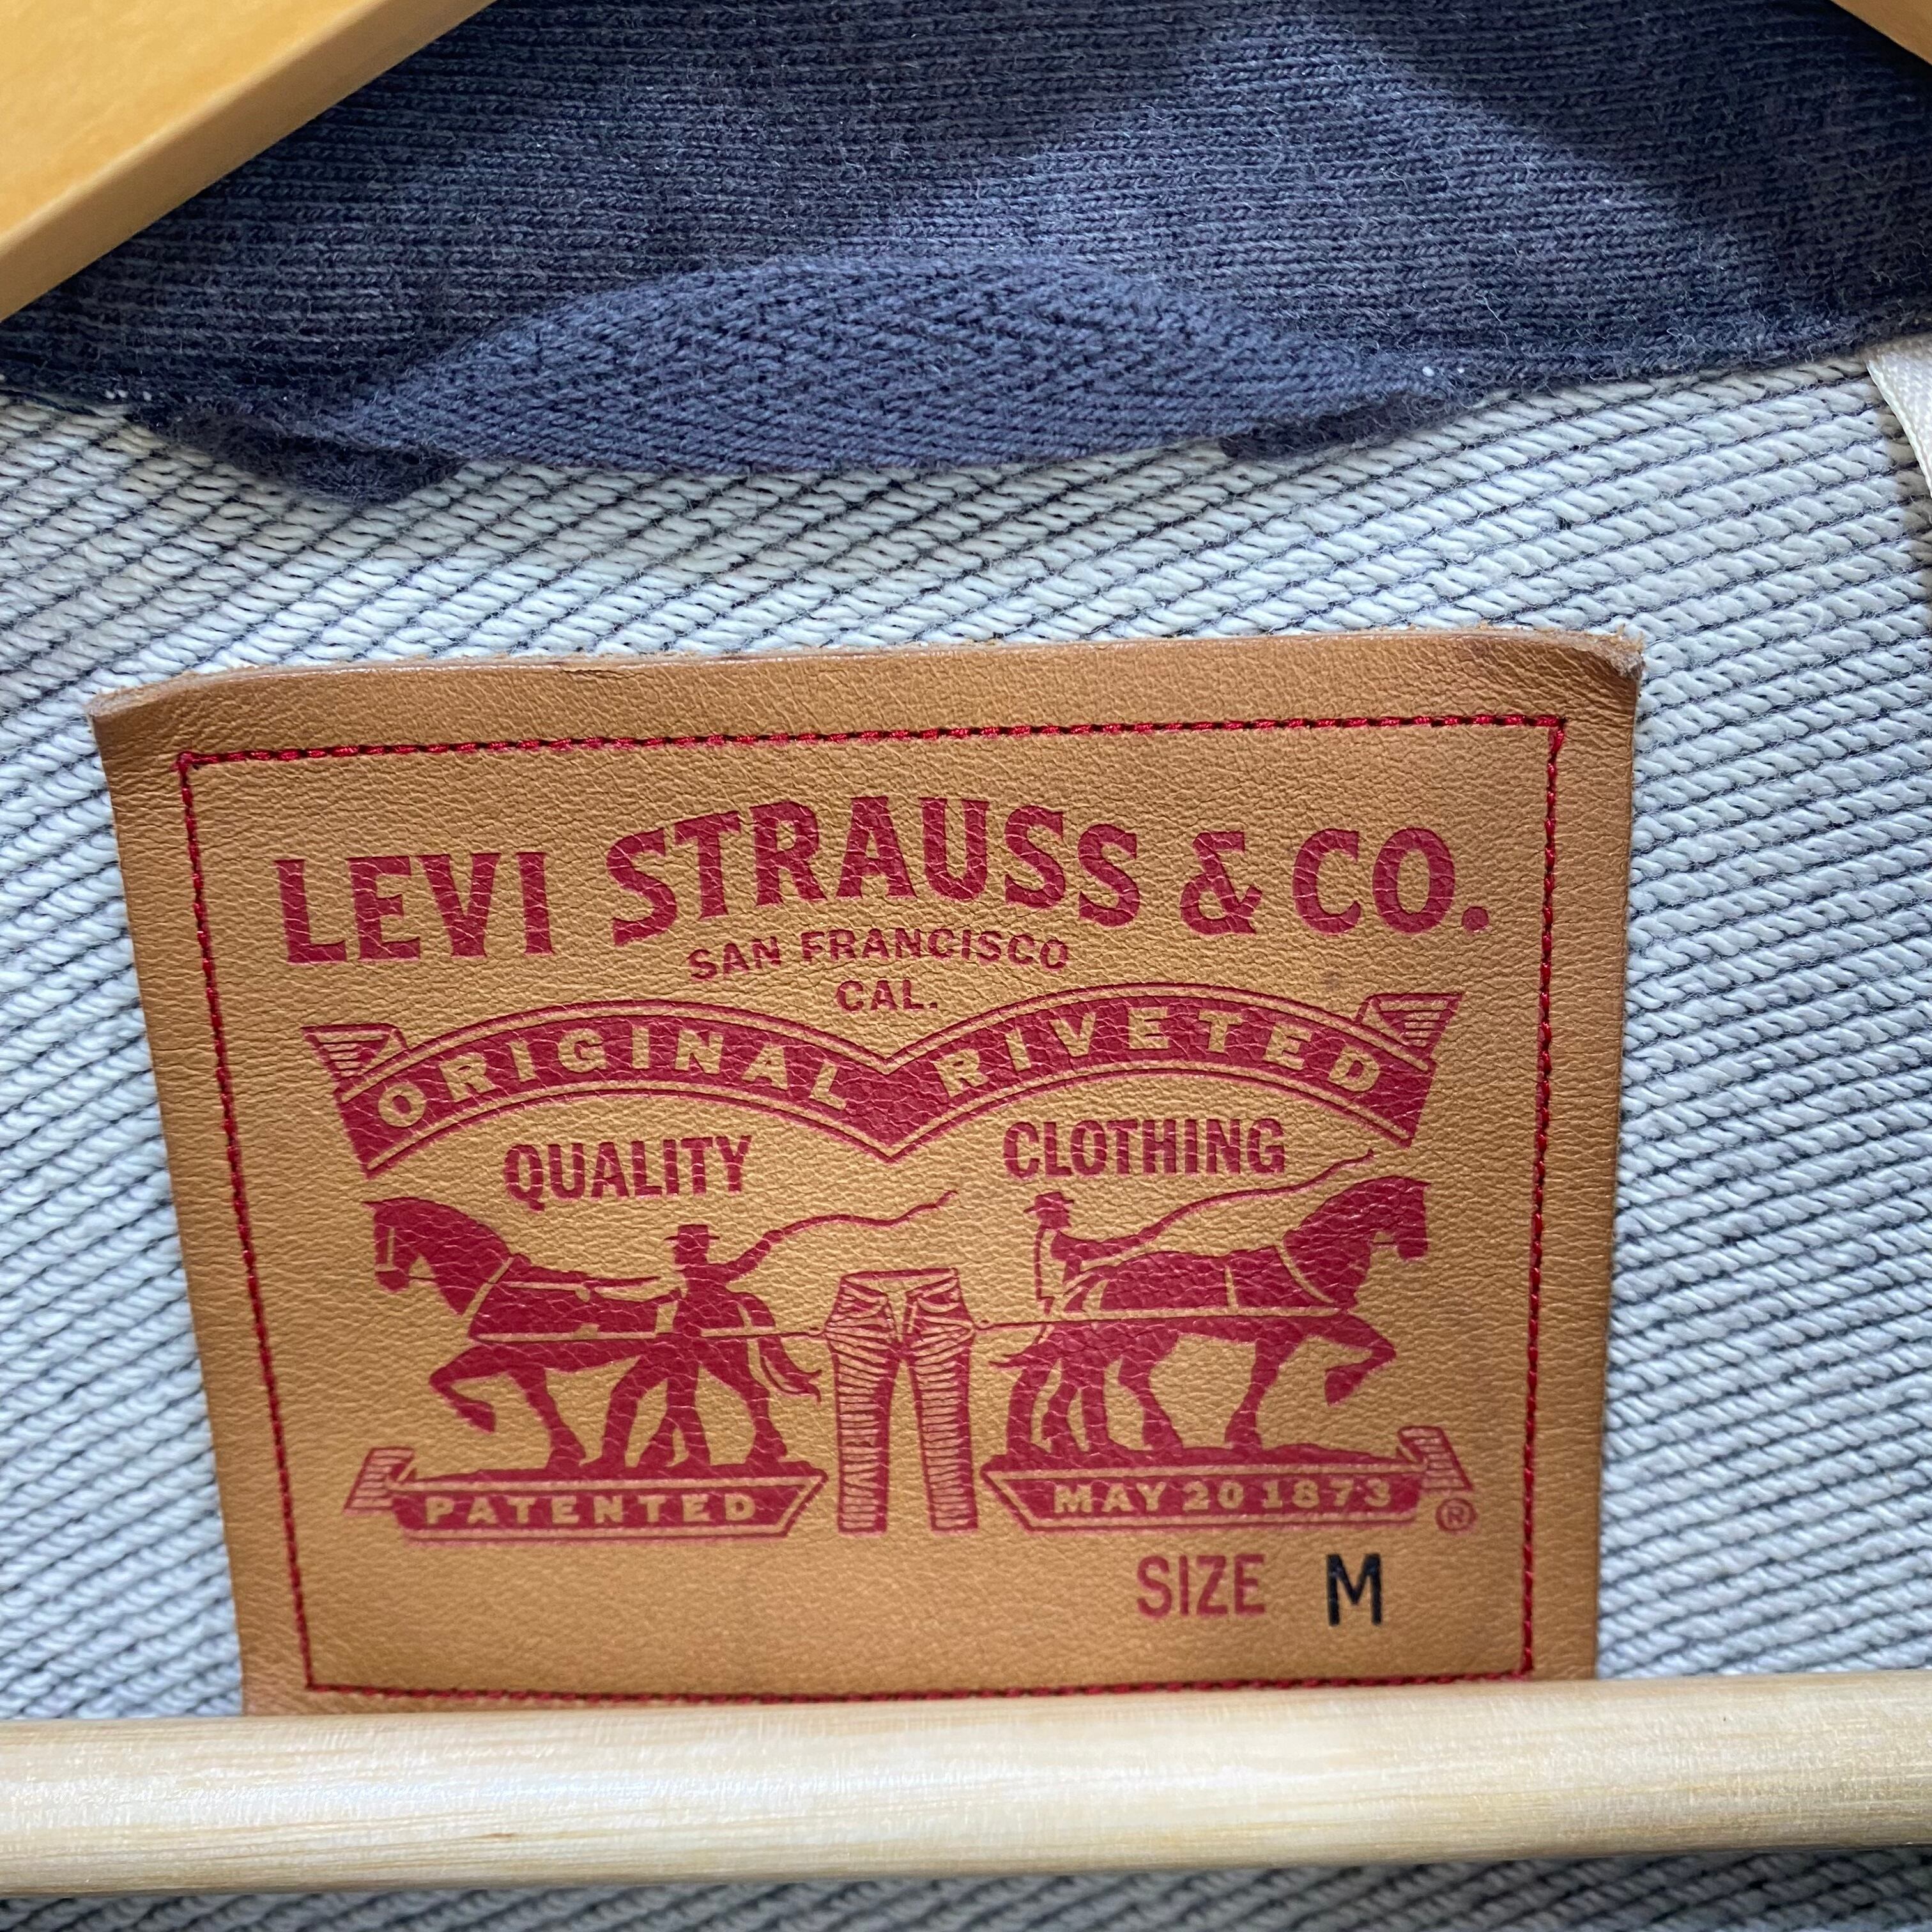 LEVI STRAUSS & CO.
SAN FRANCISCO
CAL.
ORIGINAL RIVETED
QUALITY CLOTHING
PATENTED MAY 20 1873 ®
SIZE M